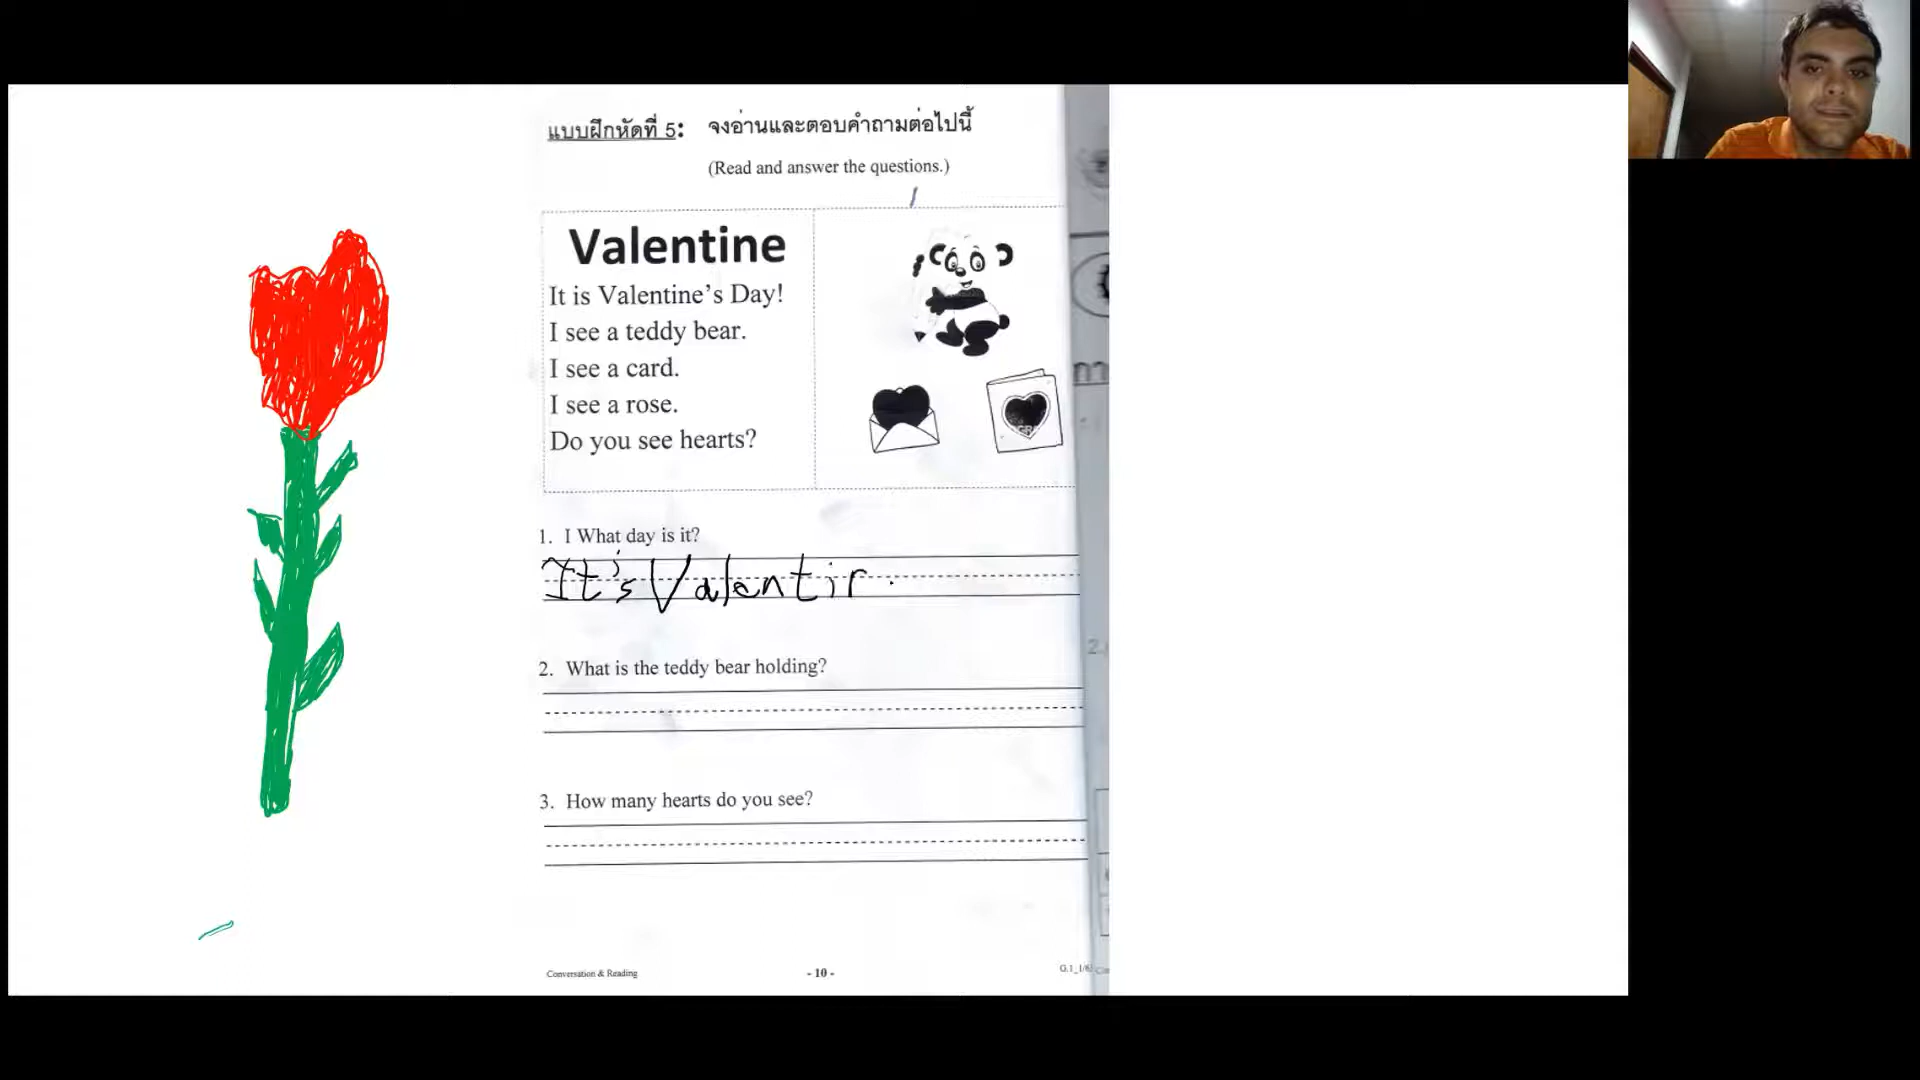 แบบฝึกหัดที่ 5: จงอ่านและตอบคำถามต่อไปนี้
(Read and answer the questions.)
Valentine
It is Valentine's Day!
I see a teddy bear.
I see a card.
I see a rose.
Do you see hearts?
1. I What day is it?
It's Valentir
2. What is the teddy bear holding?
3. How many hearts do you see?
Conversation & Reading
- 10 -